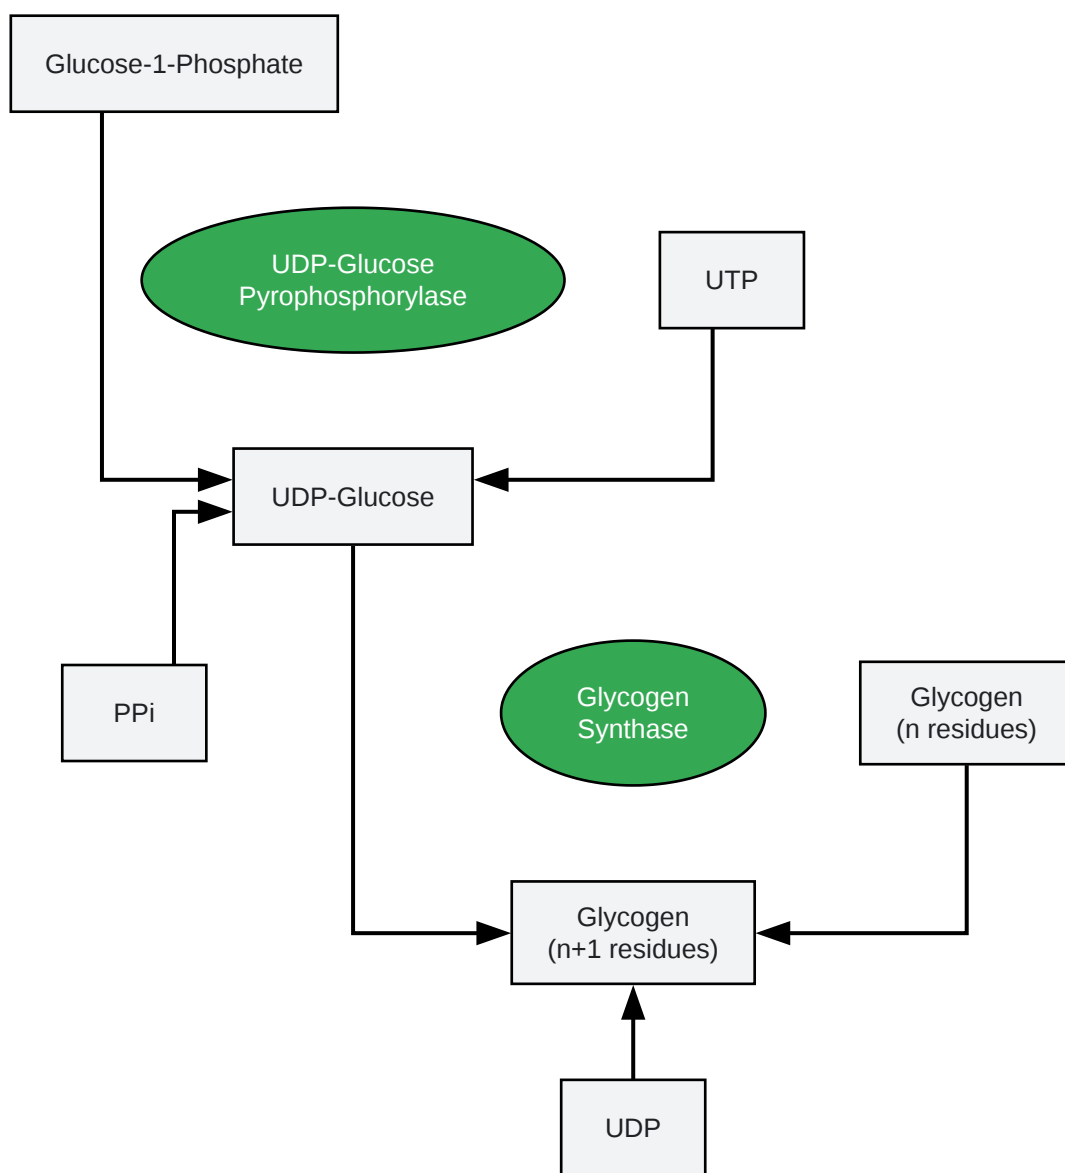 Glucose-1-Phosphate
UDP-Glucose
Pyrophosphorylase
UTP
UDP-Glucose
PPi
Glycogen
Synthase
Glycogen
(n residues)
Glycogen
(n+1 residues)
UDP